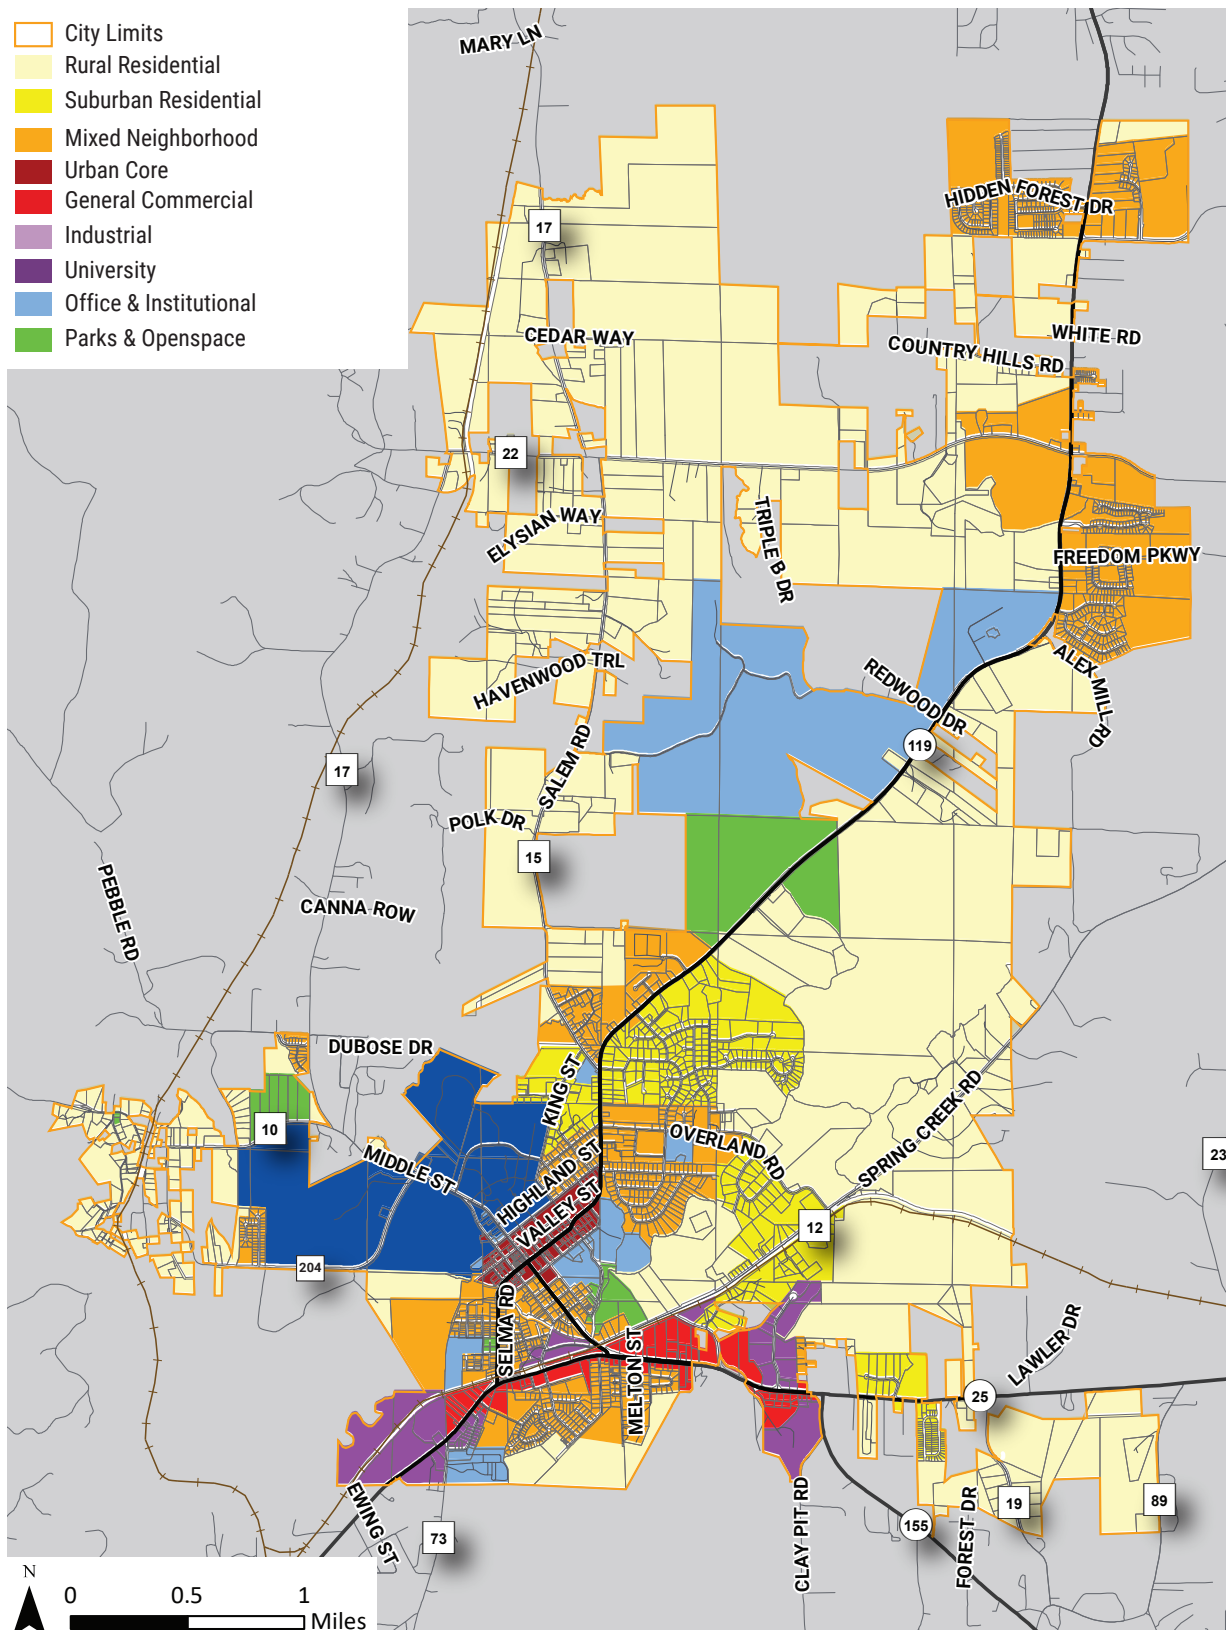 City Limits
Rural Residential
Suburban Residential
Mixed Neighborhood
Urban Core
General Commercial
Industrial
University
Office & Institutional
Parks & Openspace
MARY LN
HIDDEN FOREST DR
17
CEDAR WAY
WHITE RD
COUNTRY HILLS RD
22
ELYSIAN WAY
TRIPLE B DR
FREEDOM PKWY
HAVENWOOD TRL
ALEX MILL RD
REDWOOD DR
119
17
SALEM RD
POLK DR
15
PEBBLE RD
CANNA ROW
DUBOSE DR
KING ST
10
OVERLAND RD
SPRING CREEK RD
23
MIDDLE ST
HIGHLAND ST
VALLEY ST
12
204
SELMA RD
MELTON ST
LAWLER DR
25
EWING ST
CLAY PIT RD
FOREST DR
19
89
155
73
N
0 0.5 1
Miles